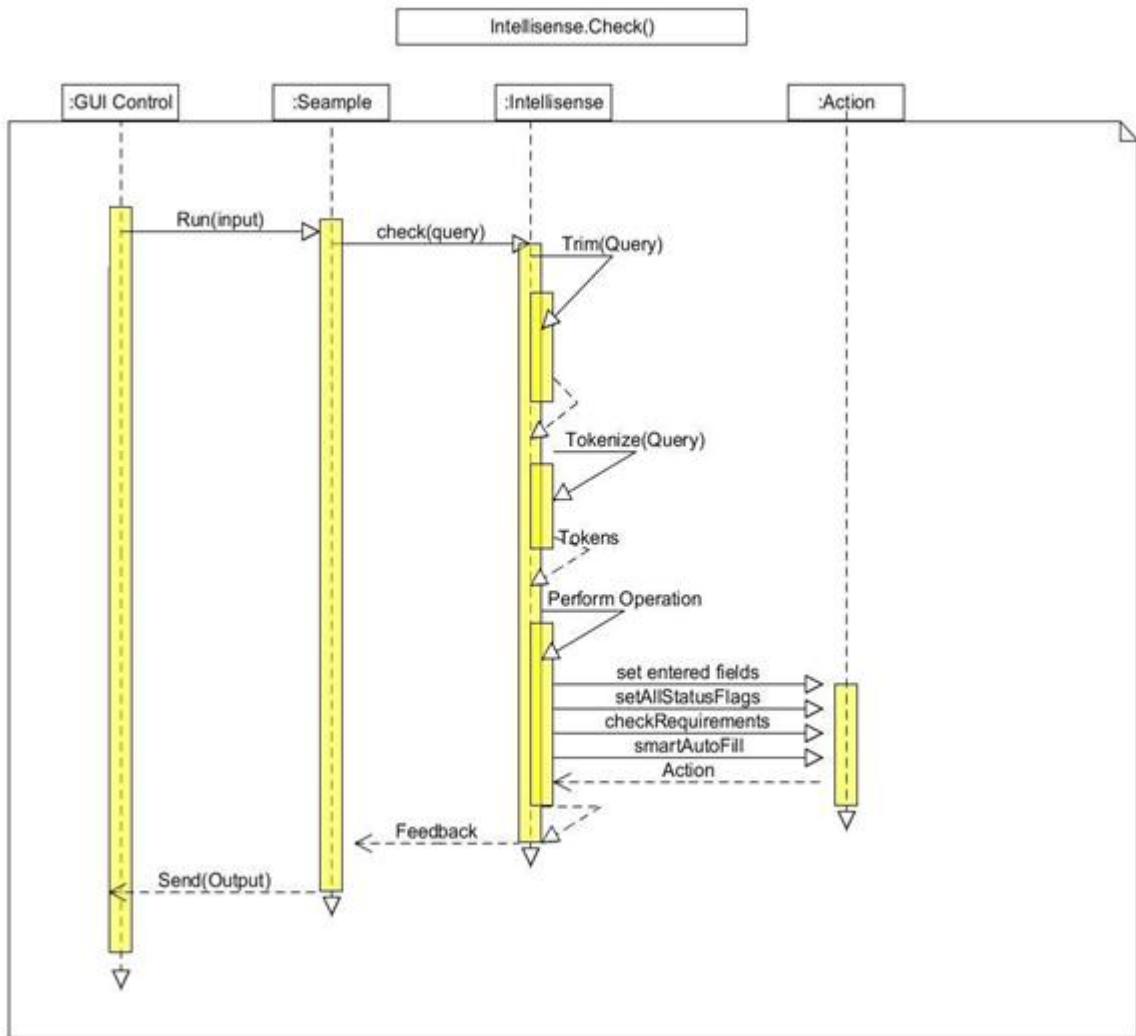 Intellisense.Check()
:GUI Control
:Seample
:Intellisense
:Action
Run(input)
check(query)
Trim(Query)
Tokenize(Query)
Tokens
Perform Operation
set entered fields
setAllStatusFlags
checkRequirements
smartAutoFill
Action
Feedback
Send(Output)